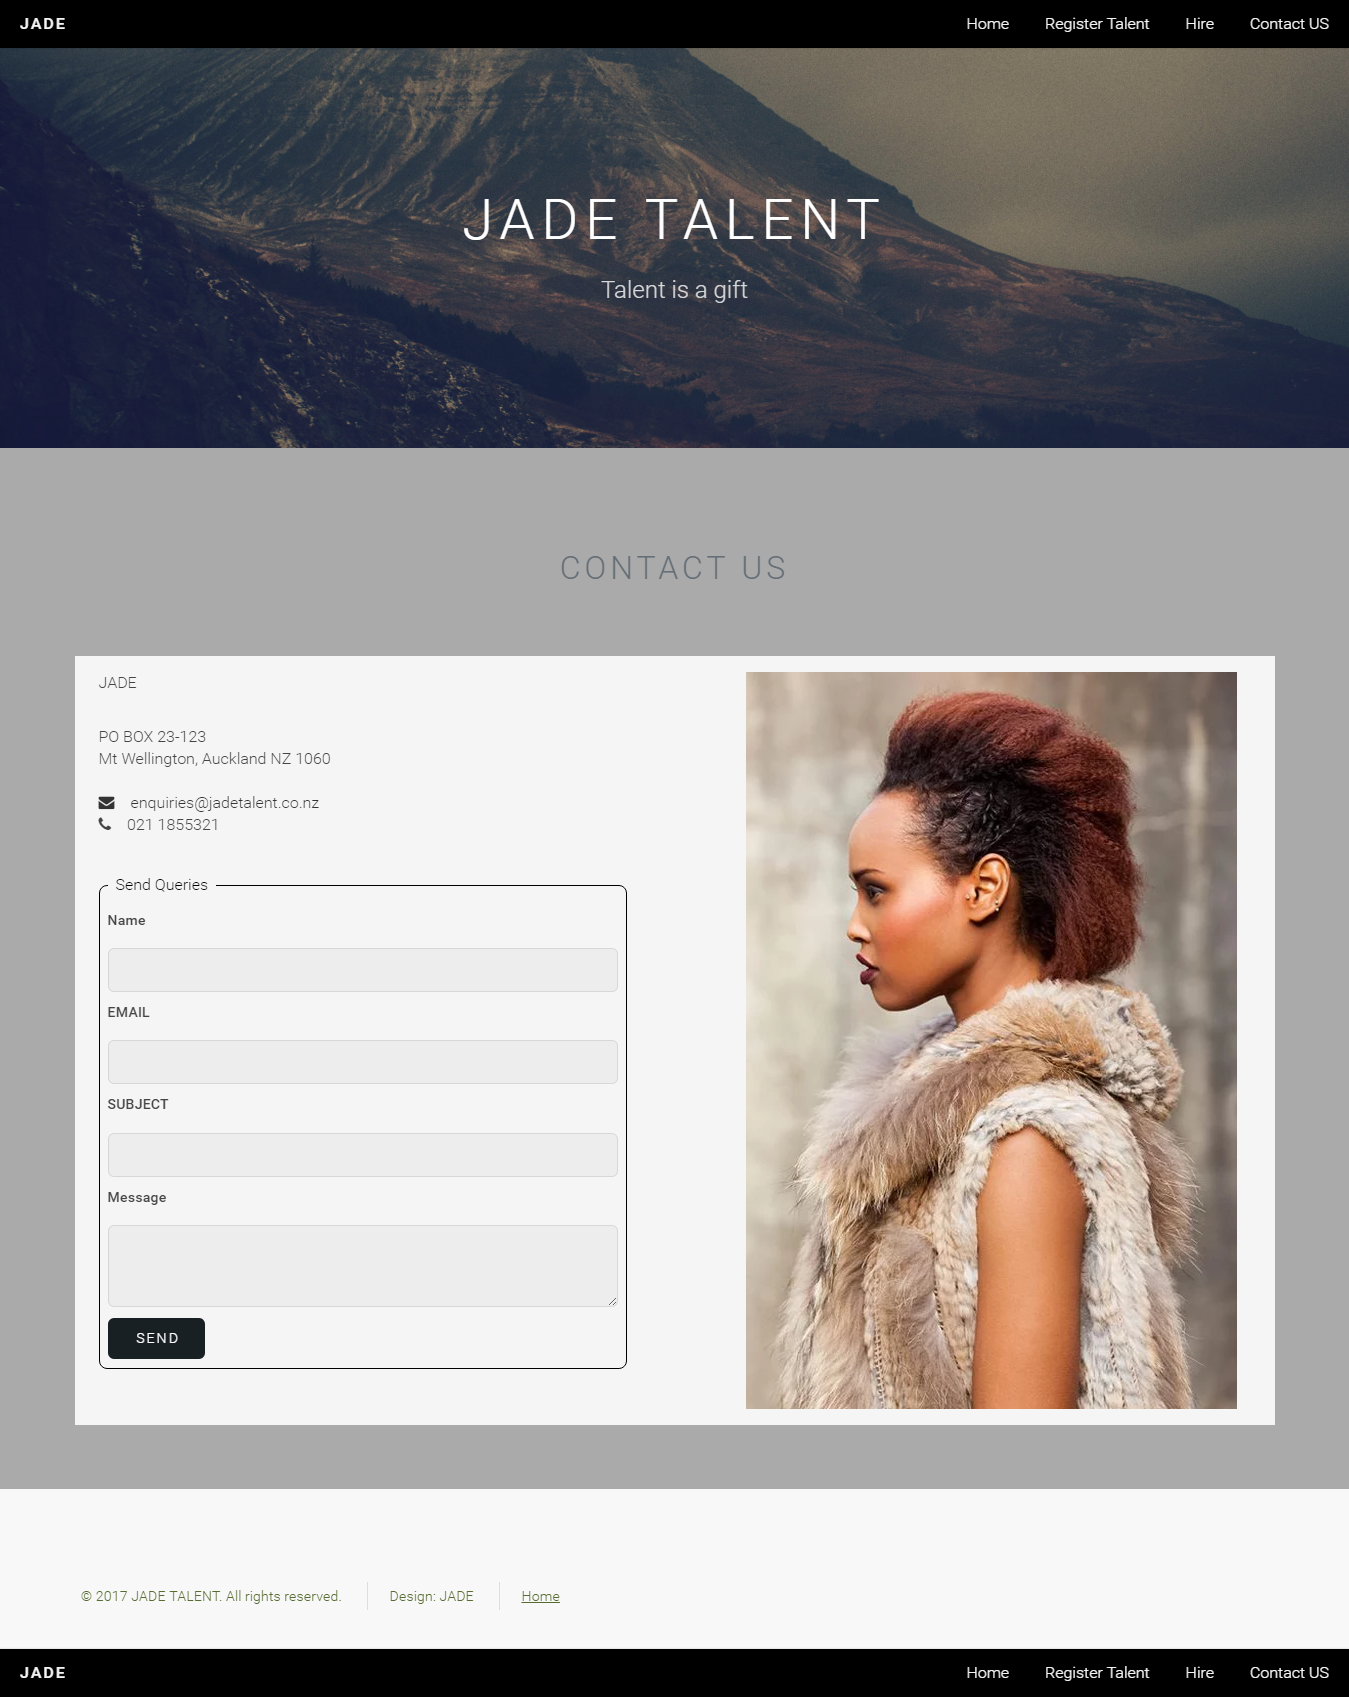 JADE
Home Register Talent Hire Contact US
JADE TALENT
Talent is a gift
CONTACT US
JADE
PO BOX 23-123
Mt Wellington, Auckland NZ 1060
enquiries@jadetalent.co.nz
021 1855321
Send Queries
Name
EMAIL
SUBJECT
Message
SEND
© 2017 JADE TALENT. All rights reserved. Design: JADE Home
JADE
Home Register Talent Hire Contact US